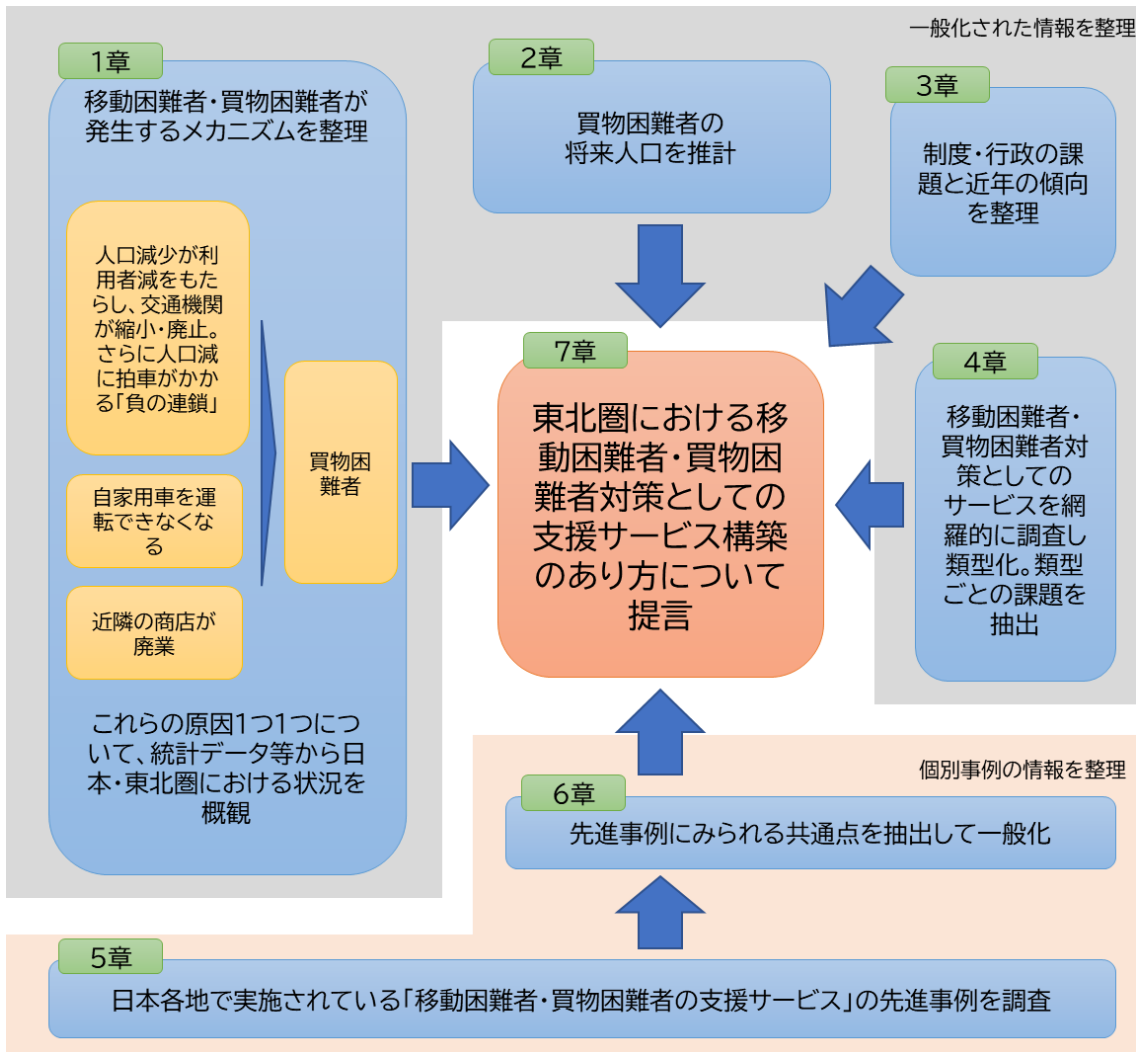 一般化された情報を整理
1章
移動困難者・買物困難者が
発生するメカニズムを整理
人口減少が利
用者減をもた
らし、交通機関
が縮小・廃止。
さらに人口減
に拍車がかか
る「負の連鎖」
自家用車を運
転できなくな
る
近隣の商店が
廃業
買物困
難者
これらの原因1つ1つについ
て、統計データ等から日
本・東北圏における状況を
概観
2章
買物困難者の
将来人口を推計
3章
制度・行政の課
題と近年の傾向
を整理
4章
移動困難者・
買物困難者対
策としての
サービスを網
羅的に調査し
類型化。類型
ごとの課題を
抽出
7章
東北圏における移
動困難者・買物困
難者対策としての
支援サービス構築
のあり方について
提言
個別事例の情報を整理
6章
先進事例にみられる共通点を抽出して一般化
5章
日本各地で実施されている「移動困難者・買物困難者の支援サービス」の先進事例を調査